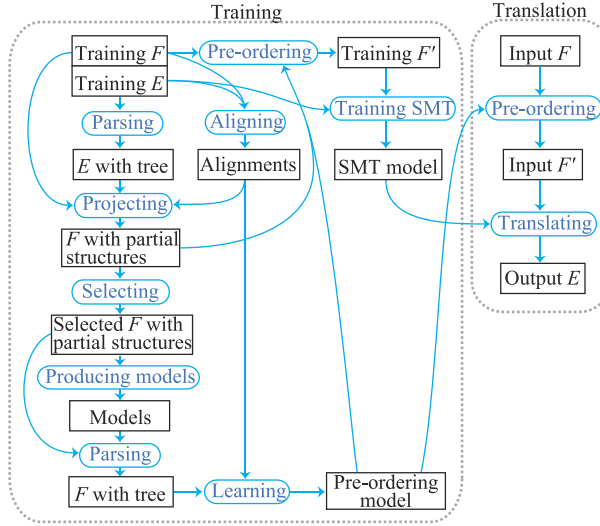 Training
Training F
Training E
Pre-ordering
Training F'
Parsing
Aligning
Training SMT
E with tree
Alignments
SMT model
Projecting
F with partial
structures
Selecting
Selected F with
partial structures
Producing models
Models
Parsing
F with tree
Learning
Pre-ordering
model
Translation
Input F
Pre-ordering
Input F'
Translating
Output E